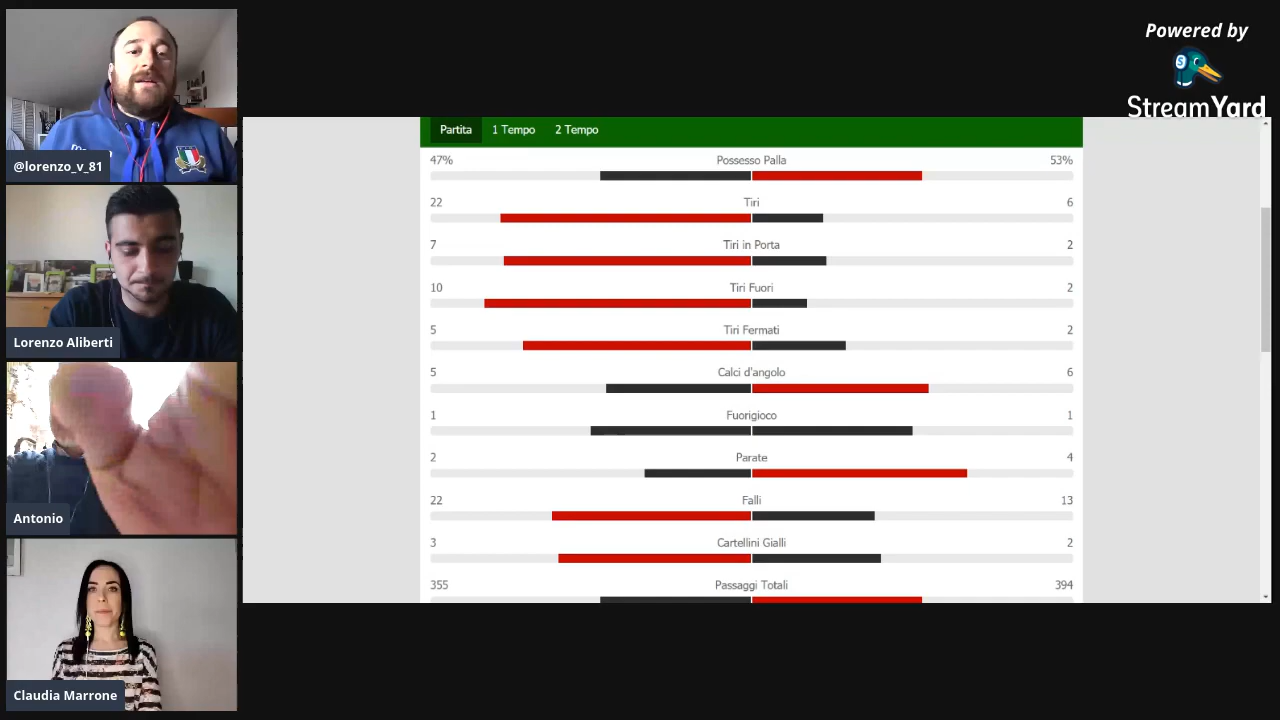 Powered by
StreamYard
@lorenzo_v_81
Lorenzo Aliberti
Antonio
Claudia Marrone
Partita 1 Tempo 2 Tempo
47% Possesso Palla 53%
22 Tiri 6
7 Tiri in Porta 2
10 Tiri Fuori 2
5 Tiri Fermati 2
5 Calci d'angolo 6
1 Fuorigioco 1
2 Parate 4
22 Falli 13
3 Cartellini Gialli 2
355 Passaggi Totali 394